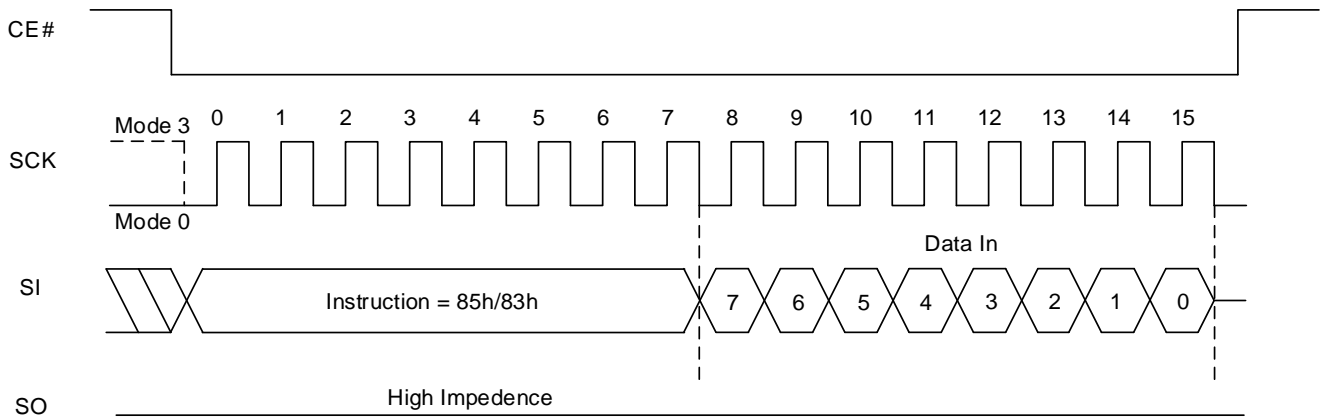 CE#
Mode 3
0 1 2 3 4 5 6 7 8 9 10 11 12 13 14 15
SCK
Mode 0
Data In
SI
Instruction = 85h/83h
7 6 5 4 3 2 1 0
High Impedence
SO